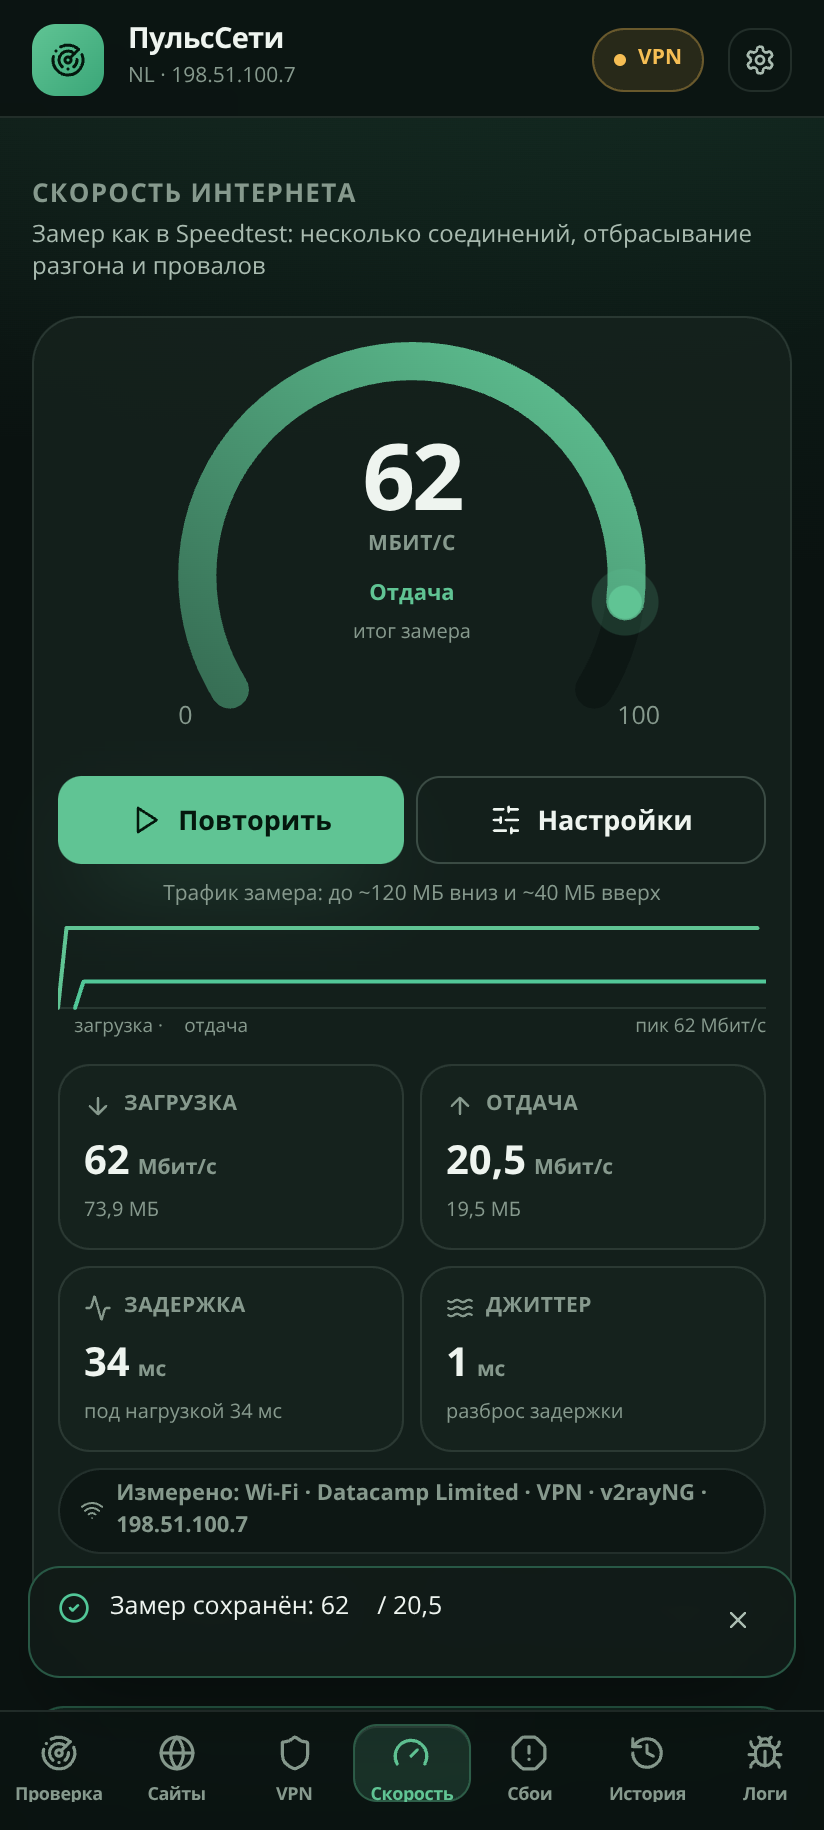 ПульсСети
NL · 198.51.100.7
VPN
СКОРОСТЬ ИНТЕРНЕТА
Замер как в Speedtest: несколько соединений, отбрасывание
разгона и провалов
62
МБИТ/С
Отдача
итог замера
0
100
Повторить
Настройки
Трафик замера: до ~120 МБ вниз и ~40 МБ вверх
загрузка · отдача
пик 62 Мбит/с
ЗАГРУЗКА
62 Мбит/с
73,9 МБ
ОТДАЧА
20,5 Мбит/с
19,5 МБ
ЗАДЕРЖКА
34 мс
под нагрузкой 34 мс
ДЖИТТЕР
1 мс
разброс задержки
Измерено: Wi-Fi · Datacamp Limited · VPN · v2rayNG ·
198.51.100.7
Замер сохранён: 62 / 20,5
Проверка
Сайты
VPN
Скорость
Сбои
История
Логи